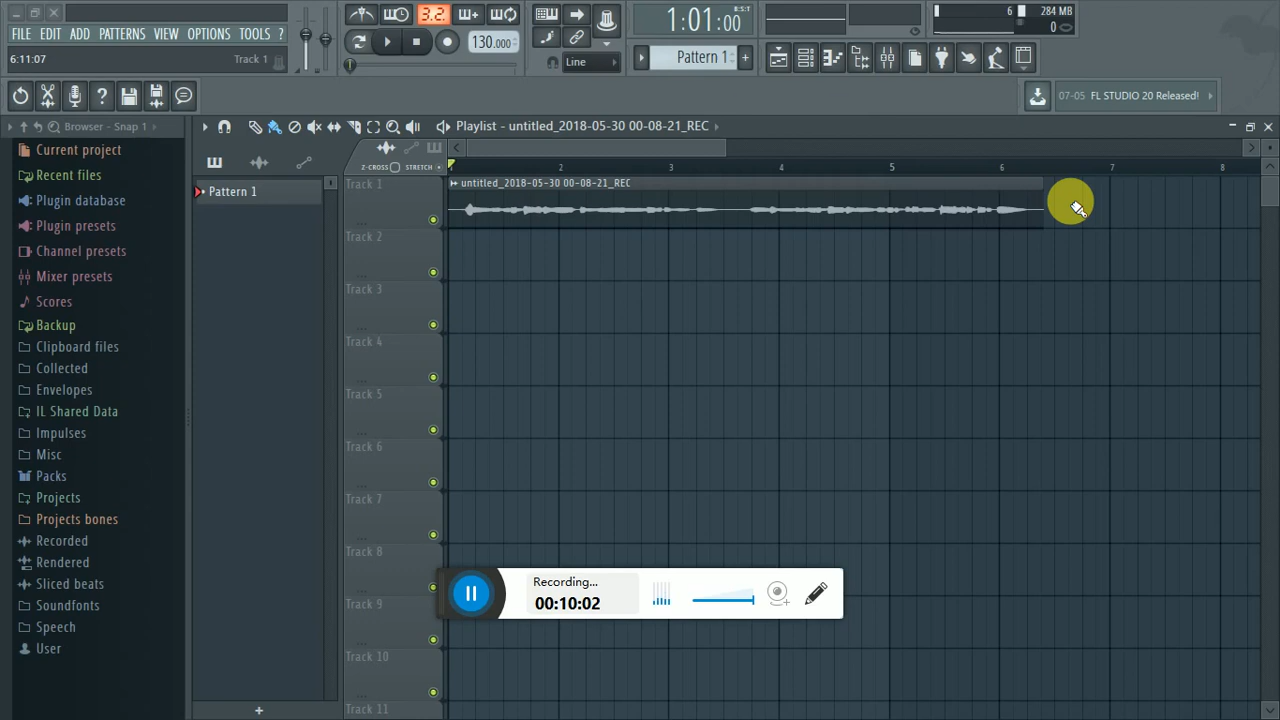 3.2
1:01:00
B:S:T
6
284 MB
0
FILE EDIT ADD PATTERNS VIEW OPTIONS TOOLS ?
130.000
6:11:07
Track 1
Line
Pattern 1
07-05 FL STUDIO 20 Released!
Browser - Snap 1
Playlist - untitled_2018-05-30 00-08-21_REC
Current project
Recent files
Plugin database
Plugin presets
Channel presets
Mixer presets
Scores
Backup
Clipboard files
Collected
Envelopes
IL Shared Data
Impulses
Misc
Packs
Projects
Projects bones
Recorded
Rendered
Sliced beats
Soundfonts
Speech
User
Pattern 1
Z-CROSS STRETCH
2 3 4 5 6 7 8
Track 1
untitled_2018-05-30 00-08-21_REC
Track 2
Track 3
Track 4
Track 5
Track 6
Track 7
Track 8
Track 9
Track 10
Track 11
Recording...
00:10:02